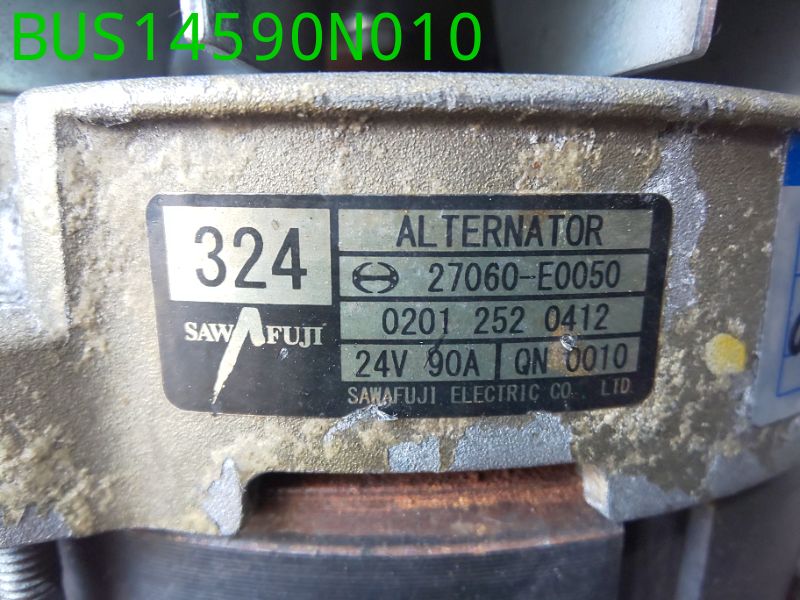 BUS14590N010
324
SAWAFUJI
ALTERNATOR
27060-E0050
0201 252 0412
24V 90A QN 0010
SAWAFUJI ELECTRIC CO., LTD.